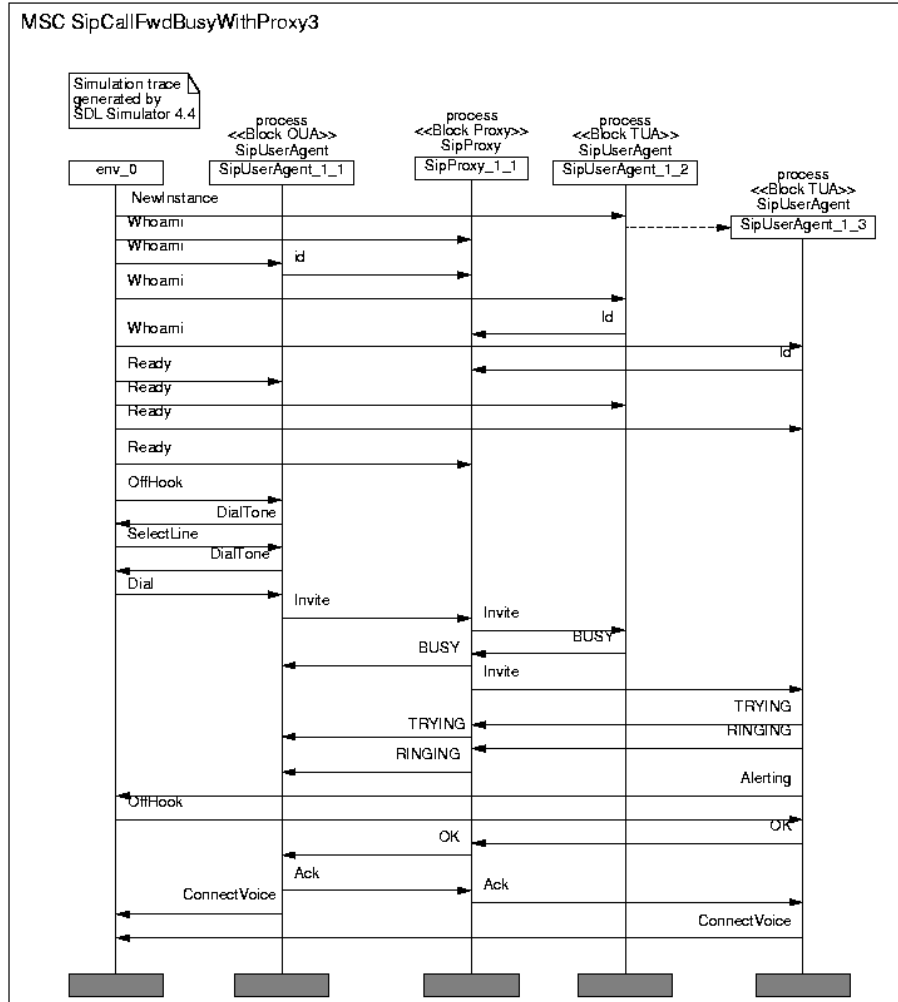 MSC SipCallFwdBusyWithProxy3
Simulation trace
generated by
SDL Simulator 4.4
env_0
process
<<Block OUA>>
SipUserAgent
SipUserAgent_1_1
process
<<Block Proxy>>
SipProxy
SipProxy_1_1
process
<<Block TUA>>
SipUserAgent
SipUserAgent_1_2
process
<<Block TUA>>
SipUserAgent
SipUserAgent_1_3
NewInstance
Whoami
Whoami
id
Whoami
Id
Whoami
Id
Ready
Ready
Ready
Ready
OffHook
DialTone
SelectLine
DialTone
Dial
Invite
Invite
BUSY
BUSY
Invite
TRYING
TRYING
RINGING
RINGING
Alerting
OffHook
OK
OK
Ack
Ack
ConnectVoice
ConnectVoice